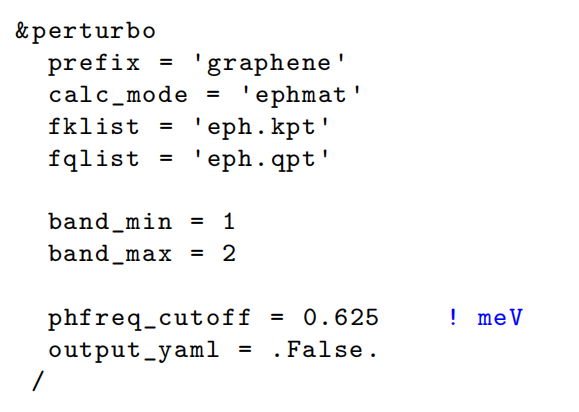 &perturbo
prefix = 'graphene'
calc_mode = 'ephmat'
fklist = 'eph.kpt'
fqlist = 'eph.qpt'
band_min = 1
band_max = 2
phfreq_cutoff = 0.625 ! meV
output_yaml = .False.
/